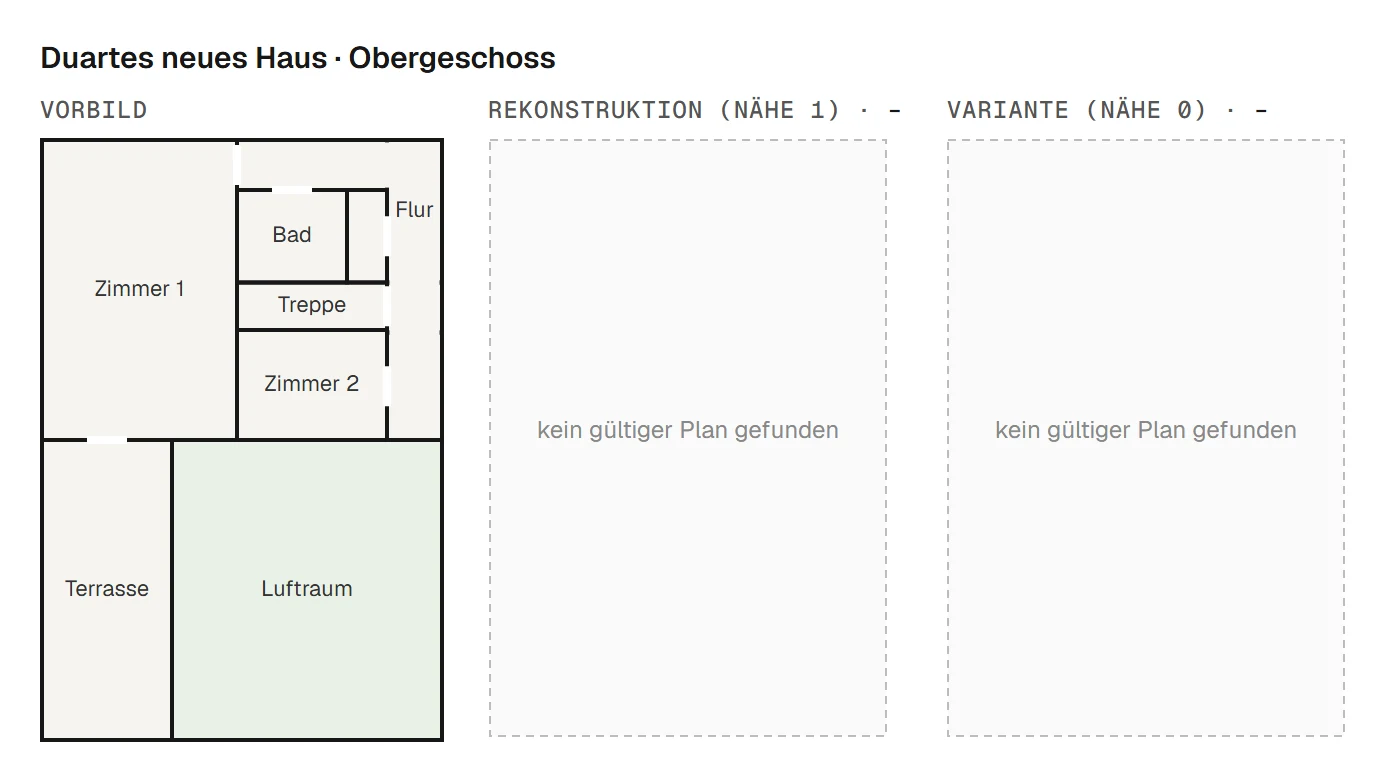 Duartes neues Haus · Obergeschoss
VORBILD
REKONSTRUKTION (NÄHE 1) · –
VARIANTE (NÄHE 0) · –
Flur
Bad
Zimmer 1
Treppe
Zimmer 2
kein gültiger Plan gefunden
kein gültiger Plan gefunden
Terrasse
Luftraum